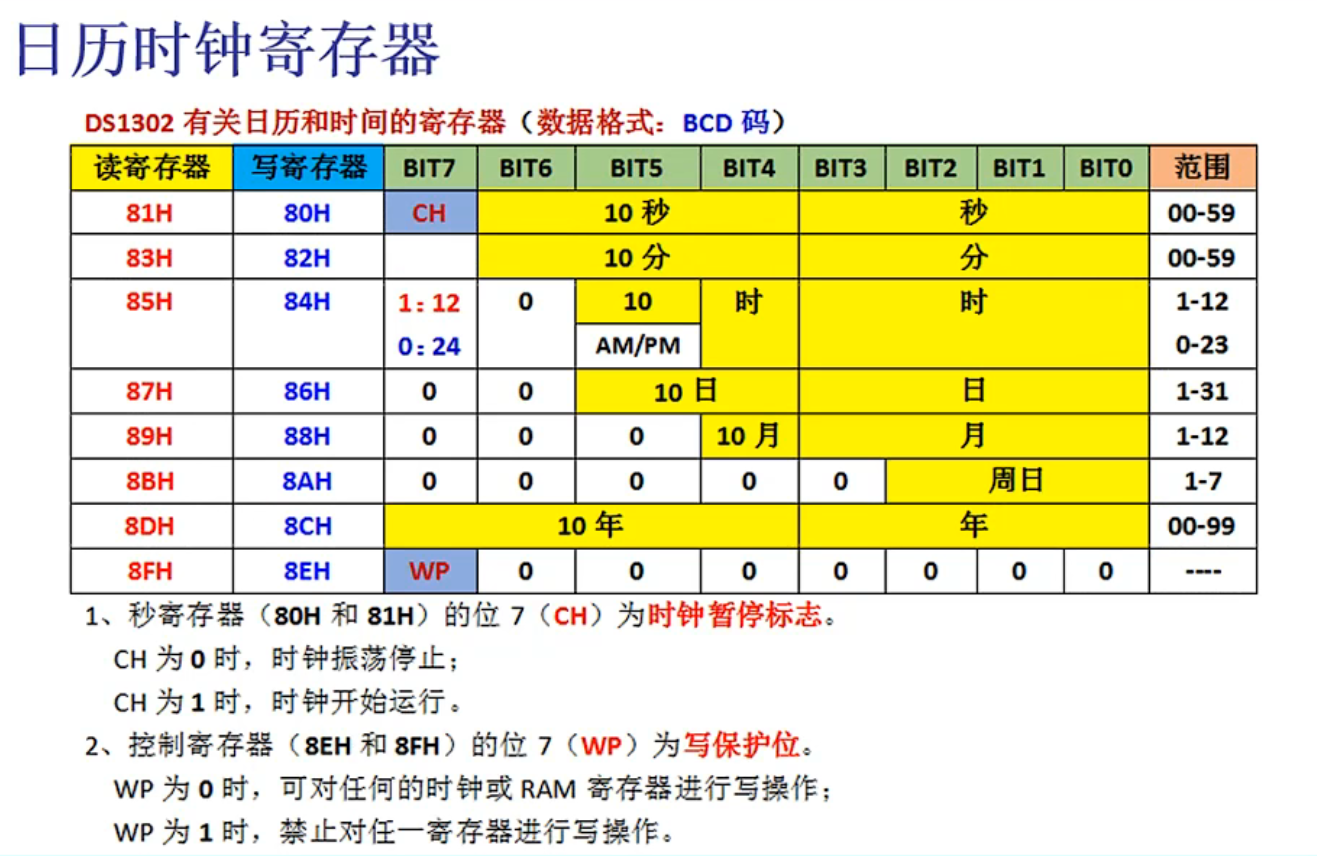 日历时钟寄存器
DS1302 有关日历和时间的寄存器（数据格式：BCD 码）
读寄存器 写寄存器 BIT7 BIT6 BIT5 BIT4 BIT3 BIT2 BIT1 BIT0 范围
81H 80H CH 10 秒 秒 00-59
83H 82H 10 分 分 00-59
85H 84H 1：12 0 10 时 时 1-12
0：24 AM/PM 0-23
87H 86H 0 0 10 日 日 1-31
89H 88H 0 0 0 10 月 月 1-12
8BH 8AH 0 0 0 0 0 周日 1-7
8DH 8CH 10 年 年 00-99
8FH 8EH WP 0 0 0 0 0 0 0 ----
1、秒寄存器（80H 和 81H）的位 7（CH）为时钟暂停标志。
CH 为 0 时，时钟振荡停止；
CH 为 1 时，时钟开始运行。
2、控制寄存器（8EH 和 8FH）的位 7（WP）为写保护位。
WP 为 0 时，可对任何的时钟或 RAM 寄存器进行写操作；
WP 为 1 时，禁止对任一寄存器进行写操作。